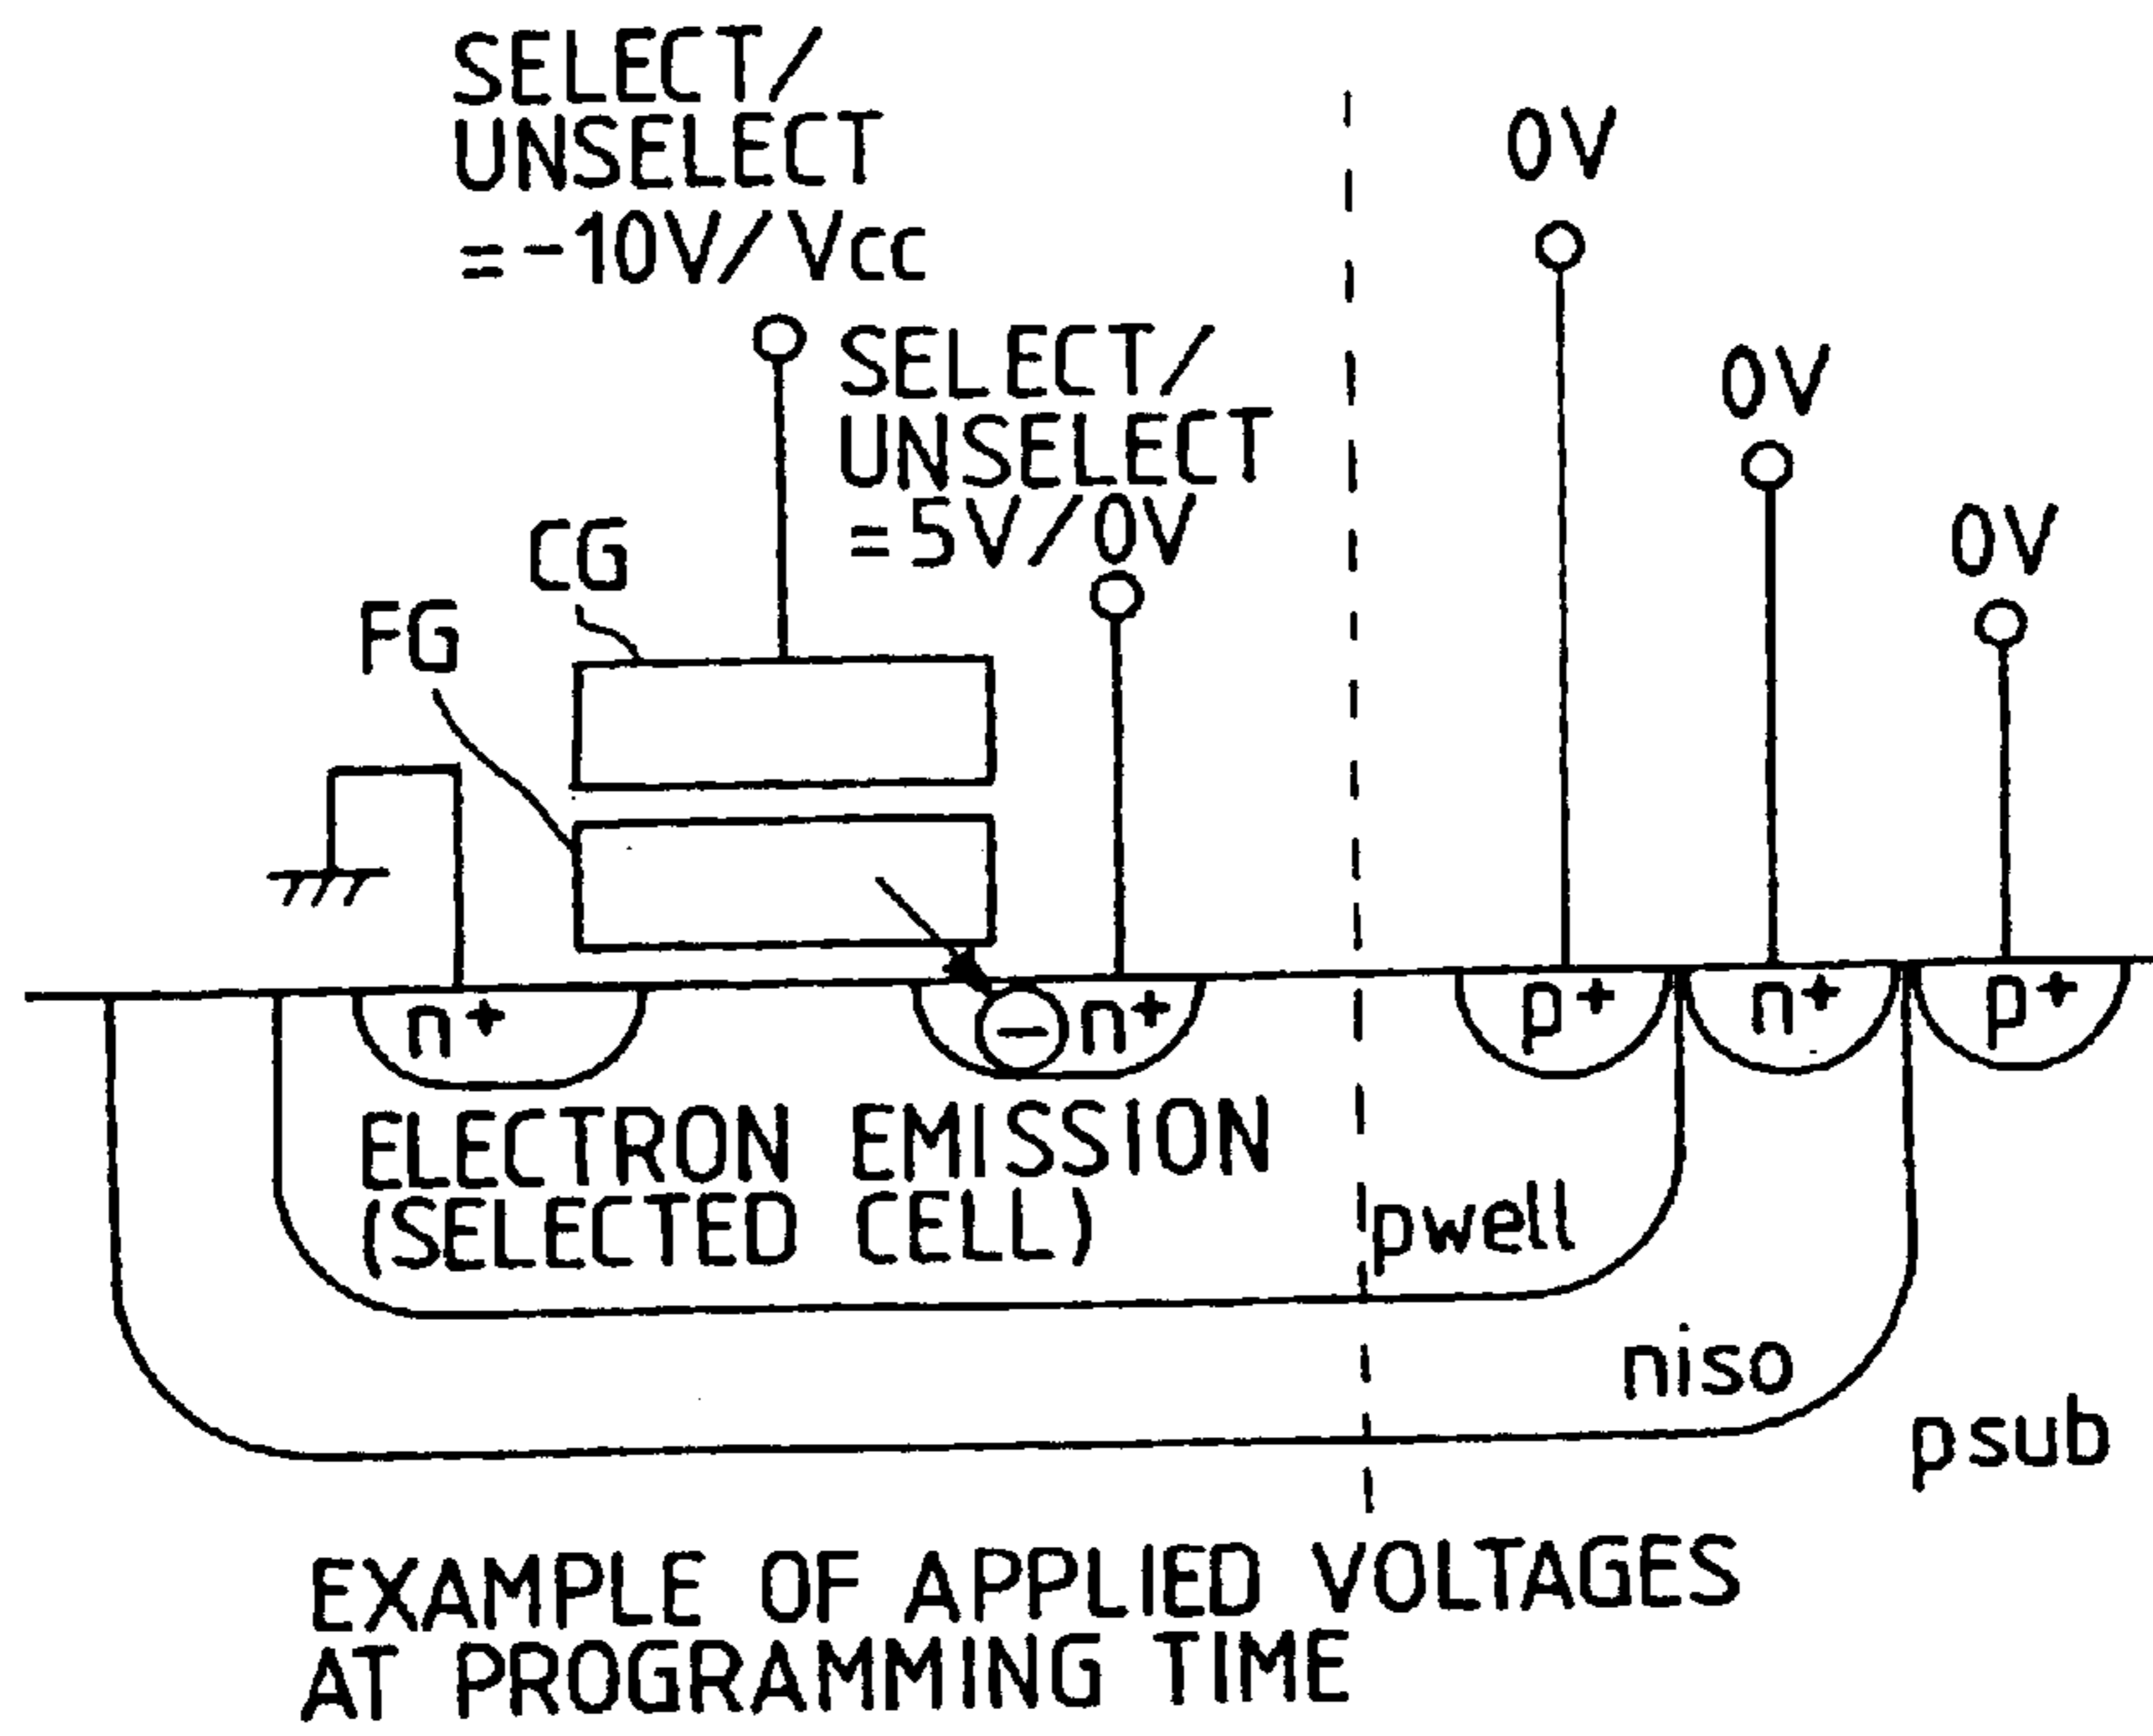 SELECT/
UNSELECT
=-10V/Vcc
0V
SELECT/
UNSELECT
=5V/0V
0V
0V
CG
FG
n+
⊖ n+
p+
n+
p+
ELECTRON EMISSION
(SELECTED CELL)
pwell
niso
psub
EXAMPLE OF APPLIED VOLTAGES
AT PROGRAMMING TIME